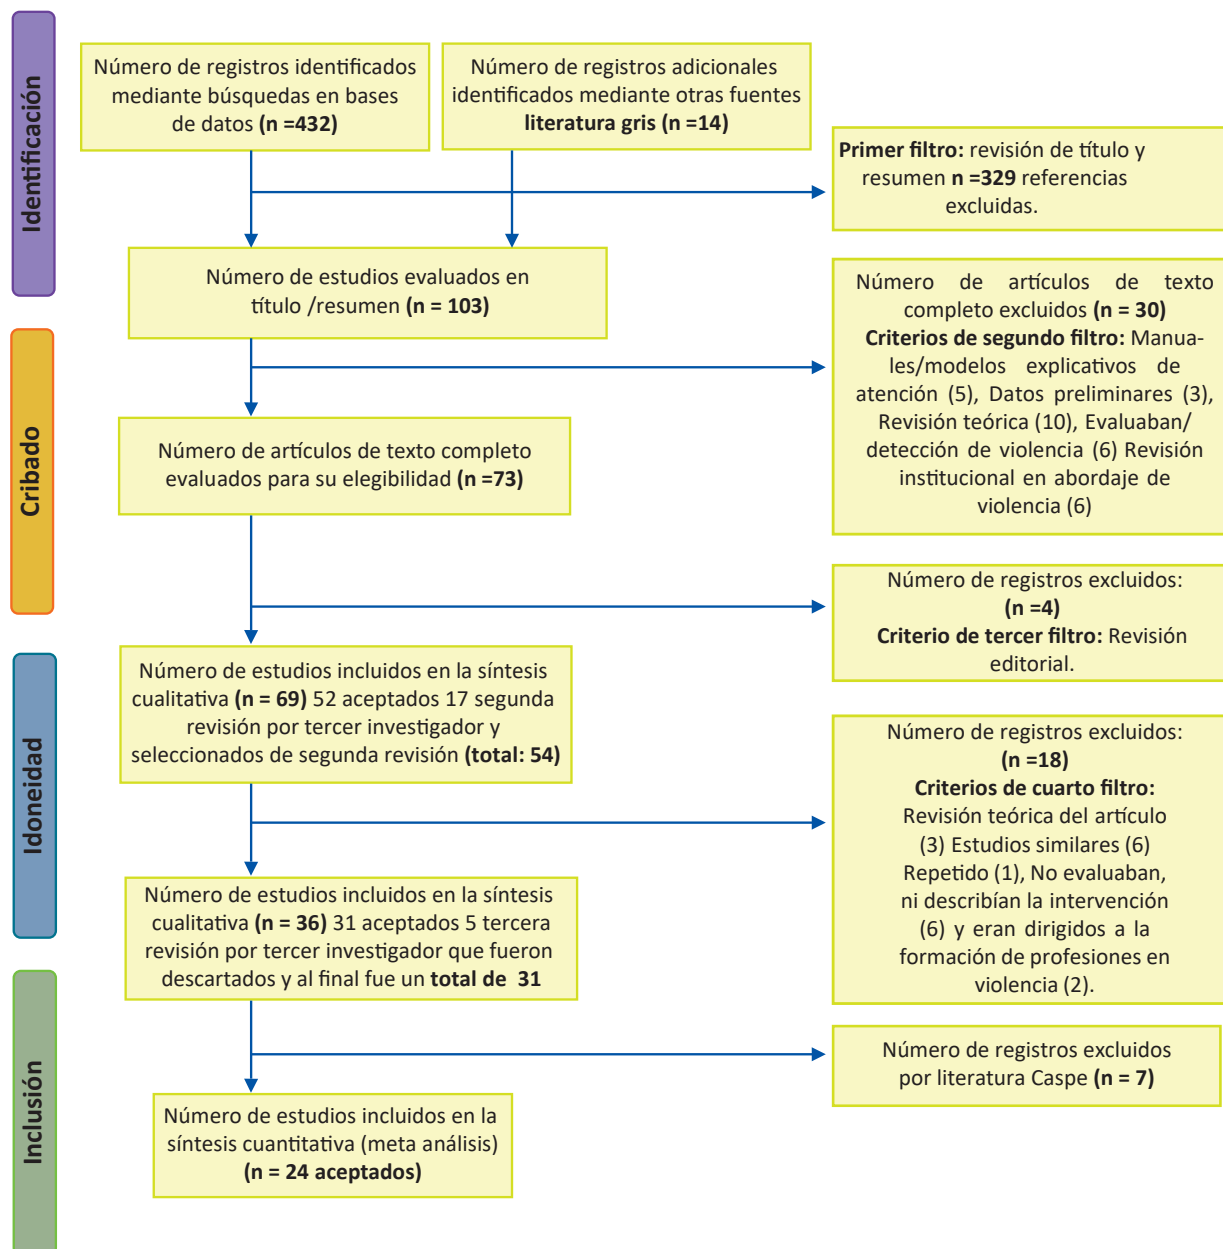 Identificación
Número de registros identificados
mediante búsquedas en bases
de datos (n =432)
Número de registros adicionales
identificados mediante otras fuentes
literatura gris (n =14)
Primer filtro: revisión de título y
resumen n =329 referencias
excluidas.
Número de estudios evaluados en
título /resumen (n = 103)
Cribado
Número de artículos de texto
completo excluidos (n = 30)
Criterios de segundo filtro: Manua-
les/modelos explicativos de
atención (5), Datos preliminares (3),
Revisión teórica (10), Evaluaban/
detección de violencia (6) Revisión
institucional en abordaje de
violencia (6)
Número de artículos de texto completo
evaluados para su elegibilidad (n =73)
Número de registros excluidos:
(n =4)
Criterio de tercer filtro: Revisión
editorial.
Idoneidad
Número de estudios incluidos en la síntesis
cualitativa (n = 69) 52 aceptados 17 segunda
revisión por tercer investigador y
seleccionados de segunda revisión (total: 54)
Número de registros excluidos:
(n =18)
Criterios de cuarto filtro:
Revisión teórica del artículo
(3) Estudios similares (6)
Repetido (1), No evaluaban,
ni describían la intervención
(6) y eran dirigidos a la
formación de profesiones en
violencia (2).
Número de estudios incluidos en la síntesis
cualitativa (n = 36) 31 aceptados 5 tercera
revisión por tercer investigador que fueron
descartados y al final fue un total de 31
Inclusión
Número de registros excluidos
por literatura Caspe (n = 7)
Número de estudios incluidos en la
síntesis cuantitativa (meta análisis)
(n = 24 aceptados)